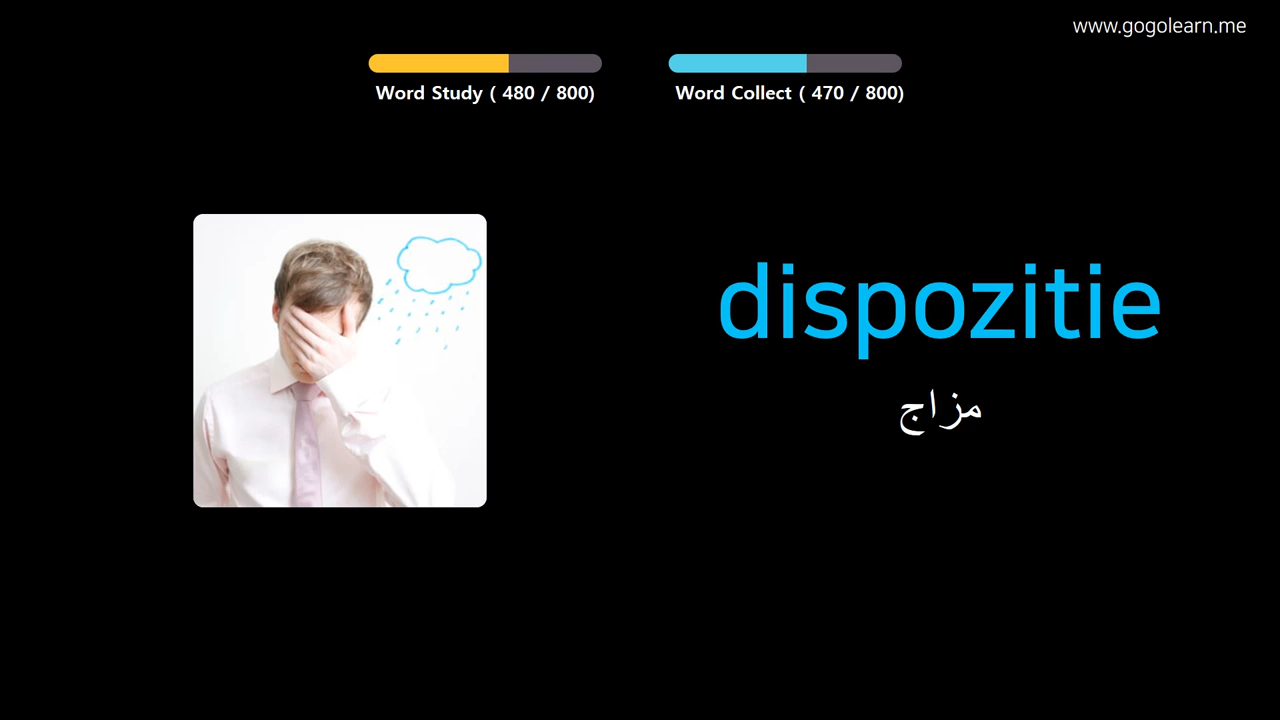 www.gogolearn.me
Word Study ( 480 / 800)
Word Collect ( 470 / 800)
dispozitie
مزاج